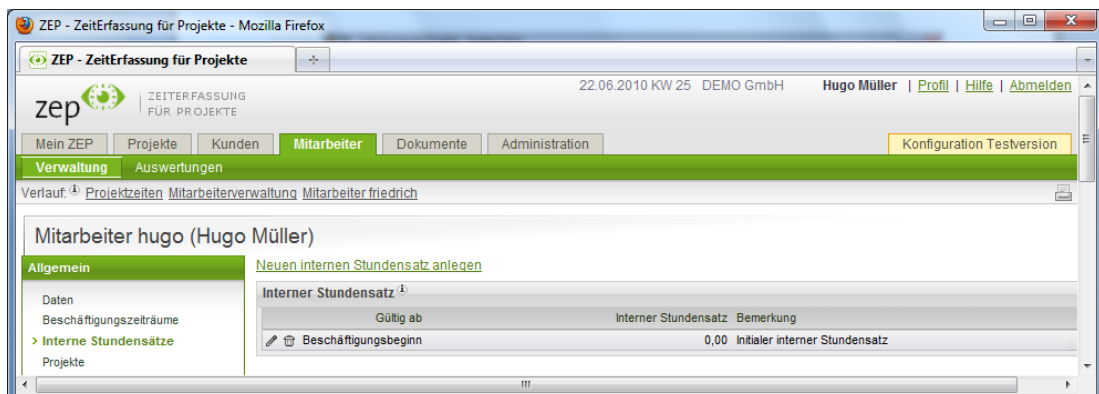 ZEP - ZeitErfassung für Projekte - Mozilla Firefox
ZEP - ZeitErfassung für Projekte
22.06.2010 KW 25 DEMO GmbH Hugo Müller | Profil | Hilfe | Abmelden
zep ZEITERFASSUNG
FÜR PROJEKTE
Mein ZEP Projekte Kunden Mitarbeiter Dokumente Administration Konfiguration Testversion
Verwaltung Auswertungen
Verlauf: Projektzeiten Mitarbeiterverwaltung Mitarbeiter friedrich
Mitarbeiter hugo (Hugo Müller)
Allgemein
Daten
Beschäftigungszeiträume
> Interne Stundensätze
Projekte
Neuen internen Stundensatz anlegen
Interner Stundensatz
Gültig ab Interner Stundensatz Bemerkung
Beschäftigungsbeginn 0,00 Initialer interner Stundensatz